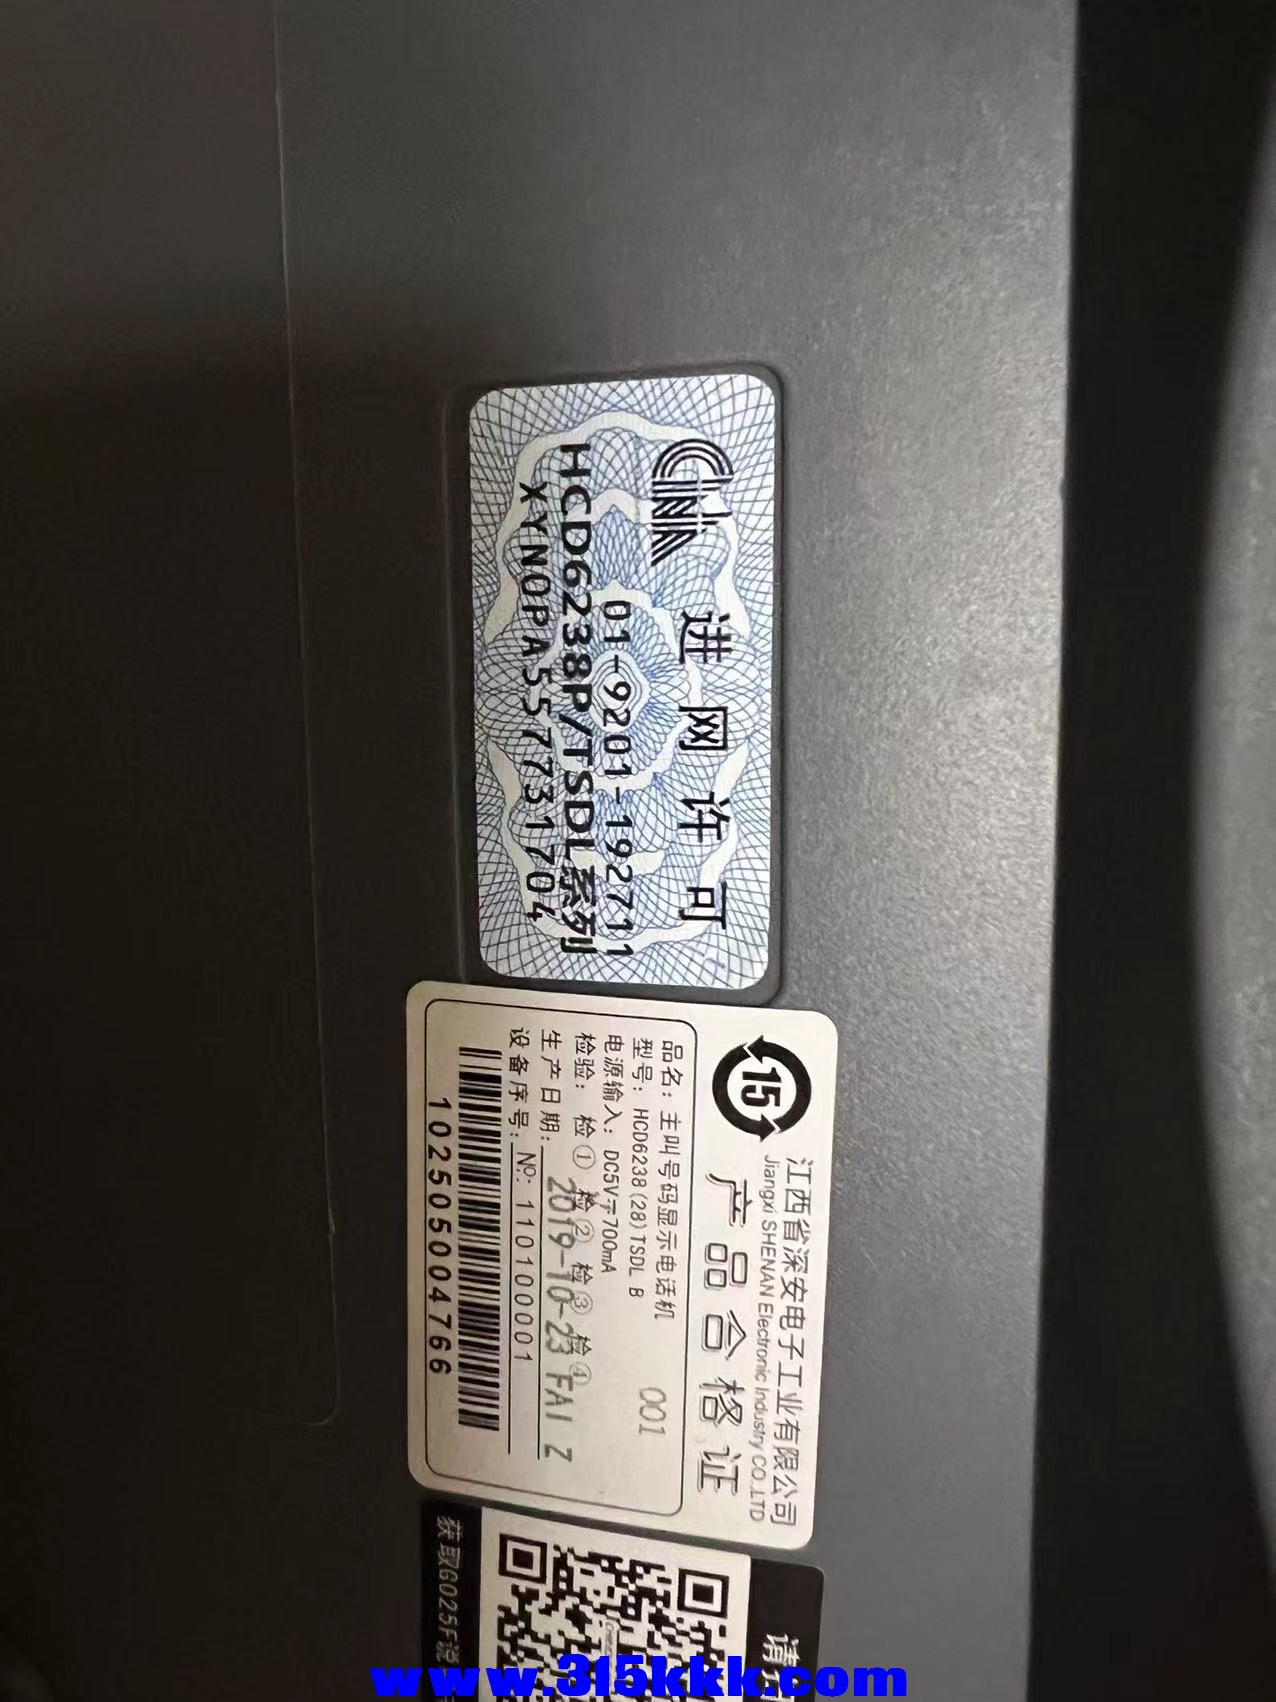 CNA 进网许可
01-9201-192711
HCD6238P/TSDL系列
XYNOPA557731704
15
江西省深安电子工业有限公司
Jiangxi SHENAN Electronic Industry CO.,LTD
产品合格证
品名：主叫号码显示电话机
型号：HCD6238(28)TSDL B 001
电源输入：DC5V 700mA
检验：检① 检② 检③ 检④
生产日期：2019-10-23 FAI Z
设备序号：№: 110100001
10250500４766
请
获取G025F说
www.315kkk.com